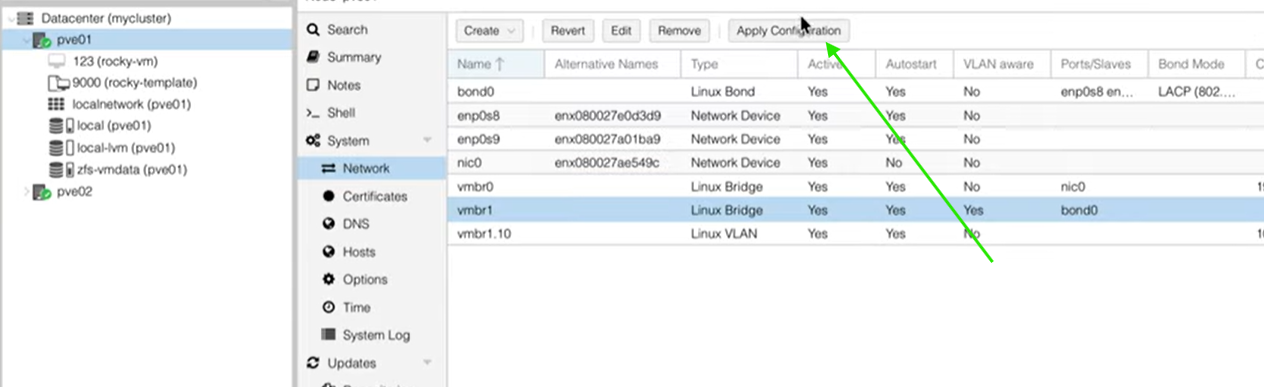 Datacenter (mycluster)
pve01
123 (rocky-vm)
9000 (rocky-template)
localnetwork (pve01)
local (pve01)
local-lvm (pve01)
zfs-vmdata (pve01)
pve02
Search
Summary
Notes
Shell
System
Network
Certificates
DNS
Hosts
Options
Time
System Log
Updates
Create Revert Edit Remove Apply Configuration
Name ↑ Alternative Names Type Active Autostart VLAN aware Ports/Slaves Bond Mode
bond0 Linux Bond Yes Yes No enp0s8 en... LACP (802....
enp0s8 enx080027e0d3d9 Network Device Yes Yes No
enp0s9 enx080027a01ba9 Network Device Yes Yes No
nic0 enx080027ae549c Network Device Yes No No
vmbr0 Linux Bridge Yes Yes No nic0
vmbr1 Linux Bridge Yes Yes Yes bond0
vmbr1.10 Linux VLAN Yes Yes No